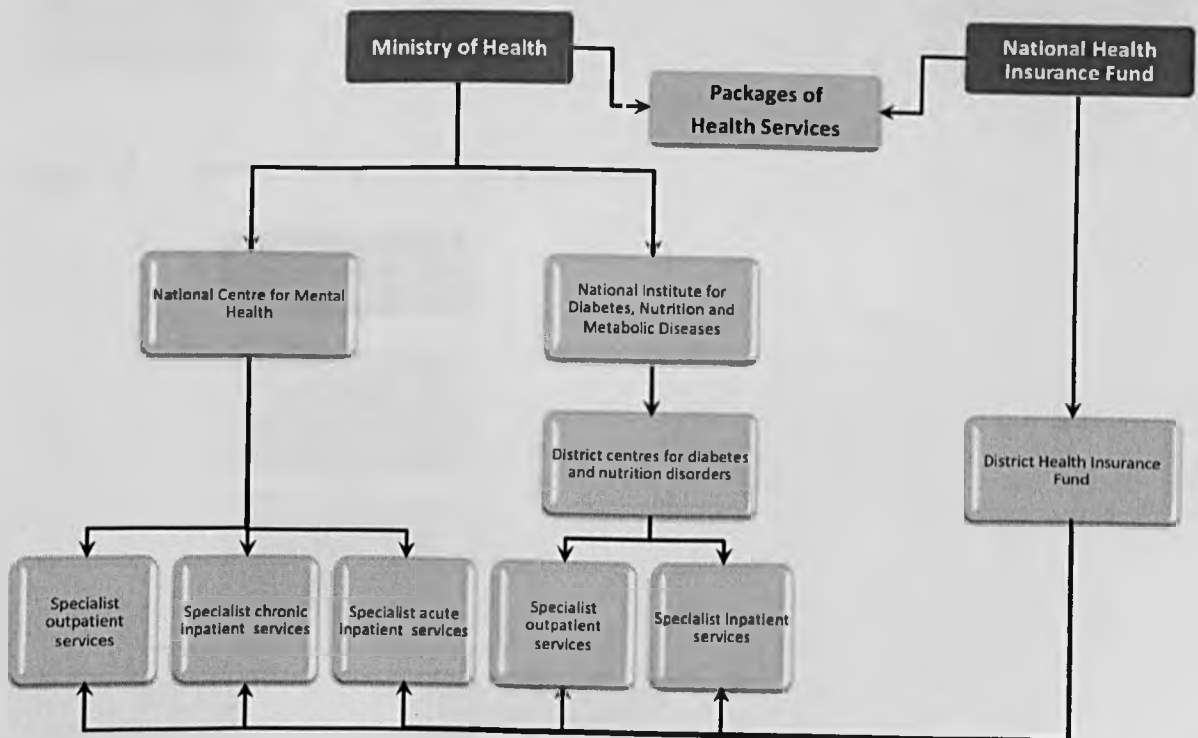 Ministry of Health
National Health
Insurance Fund
Packages of
Health Services
National Centre for Mental
Health
National Institute for
Diabetes, Nutrition and
Metabolic Diseases
District centres for diabetes
and nutrition disorders
District Health Insurance
Fund
Specialist
outpatient
services
Specialist chronic
inpatient services
Specialist acute
inpatient services
Specialist
outpatient
services
Specialist Inpatient
services